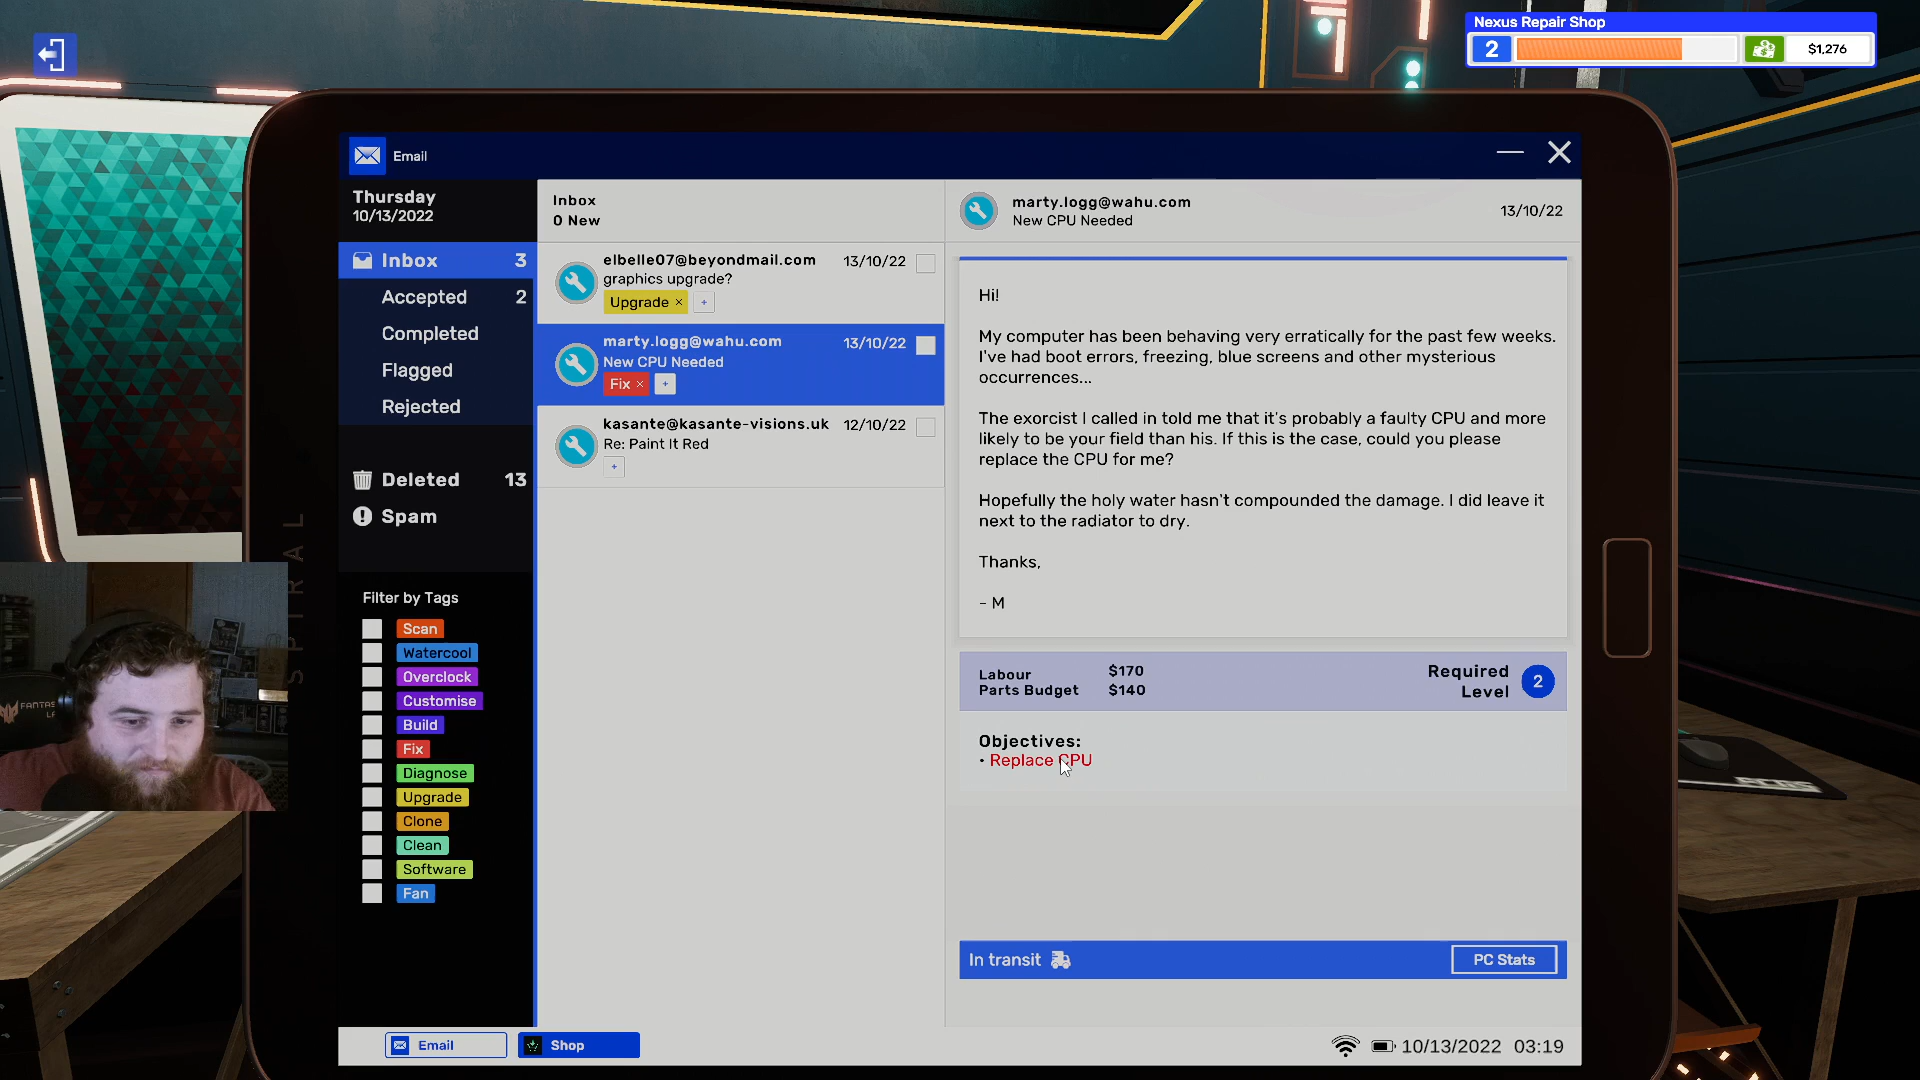 Nexus Repair Shop
2
$1,276
Email
Thursday
10/13/2022
Inbox 3
Accepted 2
Completed
Flagged
Rejected
Deleted 13
Spam
Filter by Tags
Scan
Watercool
Overclock
Customise
Build
Fix
Diagnose
Upgrade
Clone
Clean
Software
Fan
Inbox
0 New
elbelle07@beyondmail.com 13/10/22
graphics upgrade?
Upgrade × +
marty.logg@wahu.com 13/10/22
New CPU Needed
Fix × +
kasante@kasante-visions.uk 12/10/22
Re: Paint It Red
+
marty.logg@wahu.com
New CPU Needed
13/10/22
Hi!
My computer has been behaving very erratically for the past few weeks.
I've had boot errors, freezing, blue screens and other mysterious
occurrences...
The exorcist I called in told me that it's probably a faulty CPU and more
likely to be your field than his. If this is the case, could you please
replace the CPU for me?
Hopefully the holy water hasn't compounded the damage. I did leave it
next to the radiator to dry.
Thanks,
- M
Labour $170
Parts Budget $140
Required
Level 2
Objectives:
• Replace CPU
In transit
PC Stats
Email
Shop
10/13/2022 03:19
SPIRAL